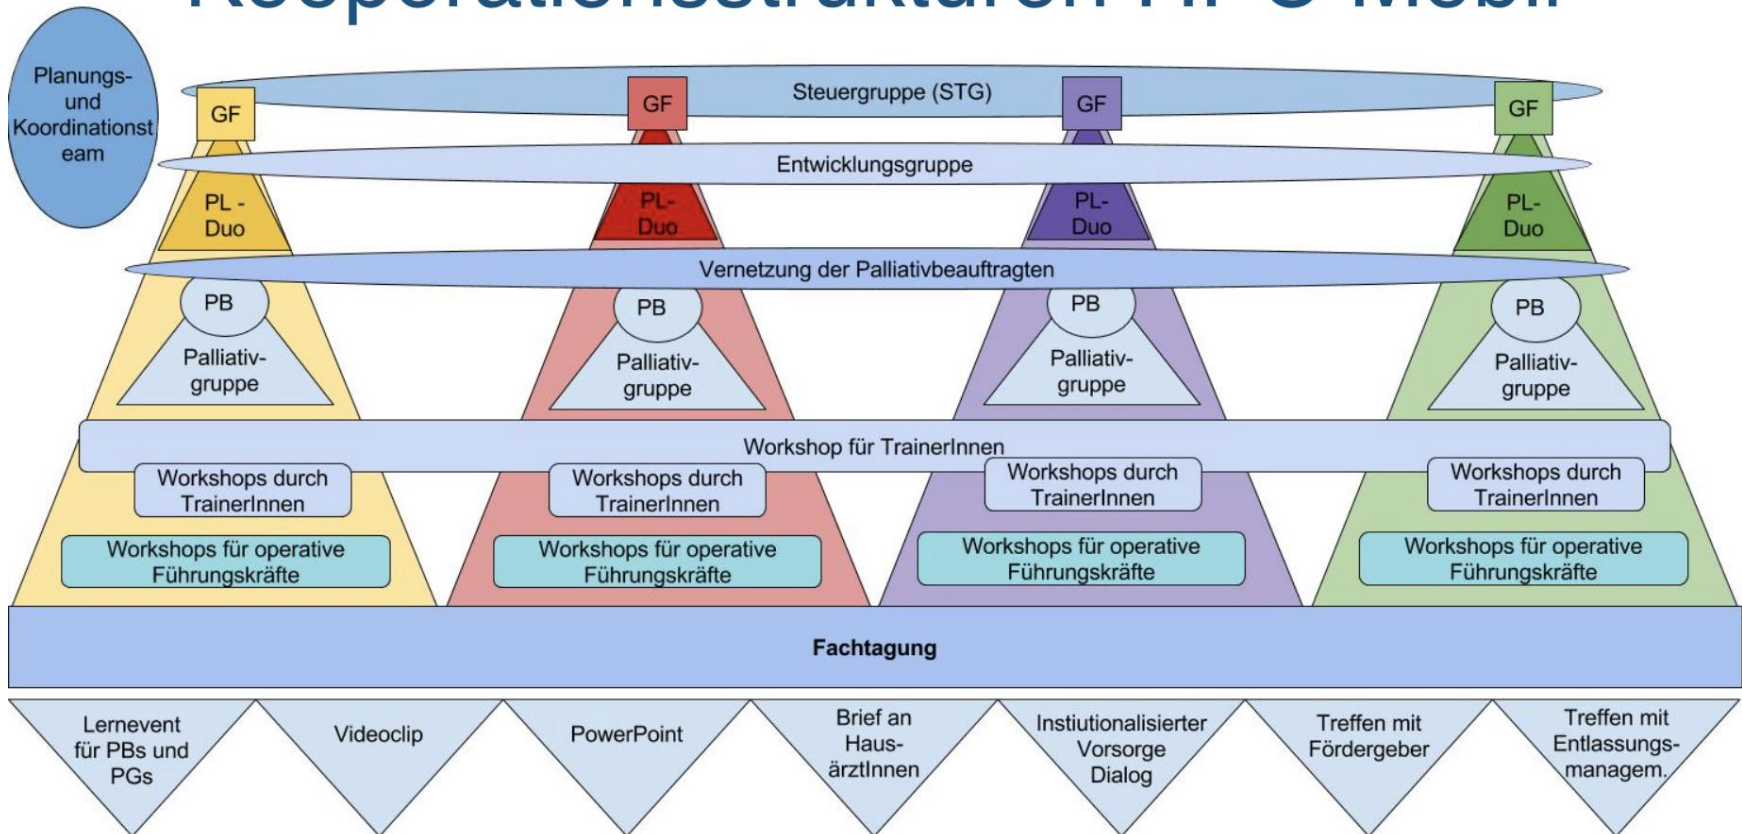 Kooperationsstrukturen HPC Mobil
Planungs-
und
Koordinationst
eam
Steuergruppe (STG)
GF
GF
GF
GF
Entwicklungsgruppe
PL -
Duo
PL-
Duo
PL-
Duo
PL-
Duo
Vernetzung der Palliativbeauftragten
PB
PB
PB
PB
Palliativ-
gruppe
Palliativ-
gruppe
Palliativ-
gruppe
Palliativ-
gruppe
Workshop für TrainerInnen
Workshops durch
TrainerInnen
Workshops durch
TrainerInnen
Workshops durch
TrainerInnen
Workshops durch
TrainerInnen
Workshops für operative
Führungskräfte
Workshops für operative
Führungskräfte
Workshops für operative
Führungskräfte
Workshops für operative
Führungskräfte
Fachtagung
Lernevent
für PBs und
PGs
Videoclip
PowerPoint
Brief an
Haus-
ärztInnen
Instiutionalisierter
Vorsorge
Dialog
Treffen mit
Fördergeber
Treffen mit
Entlassungs-
managem.